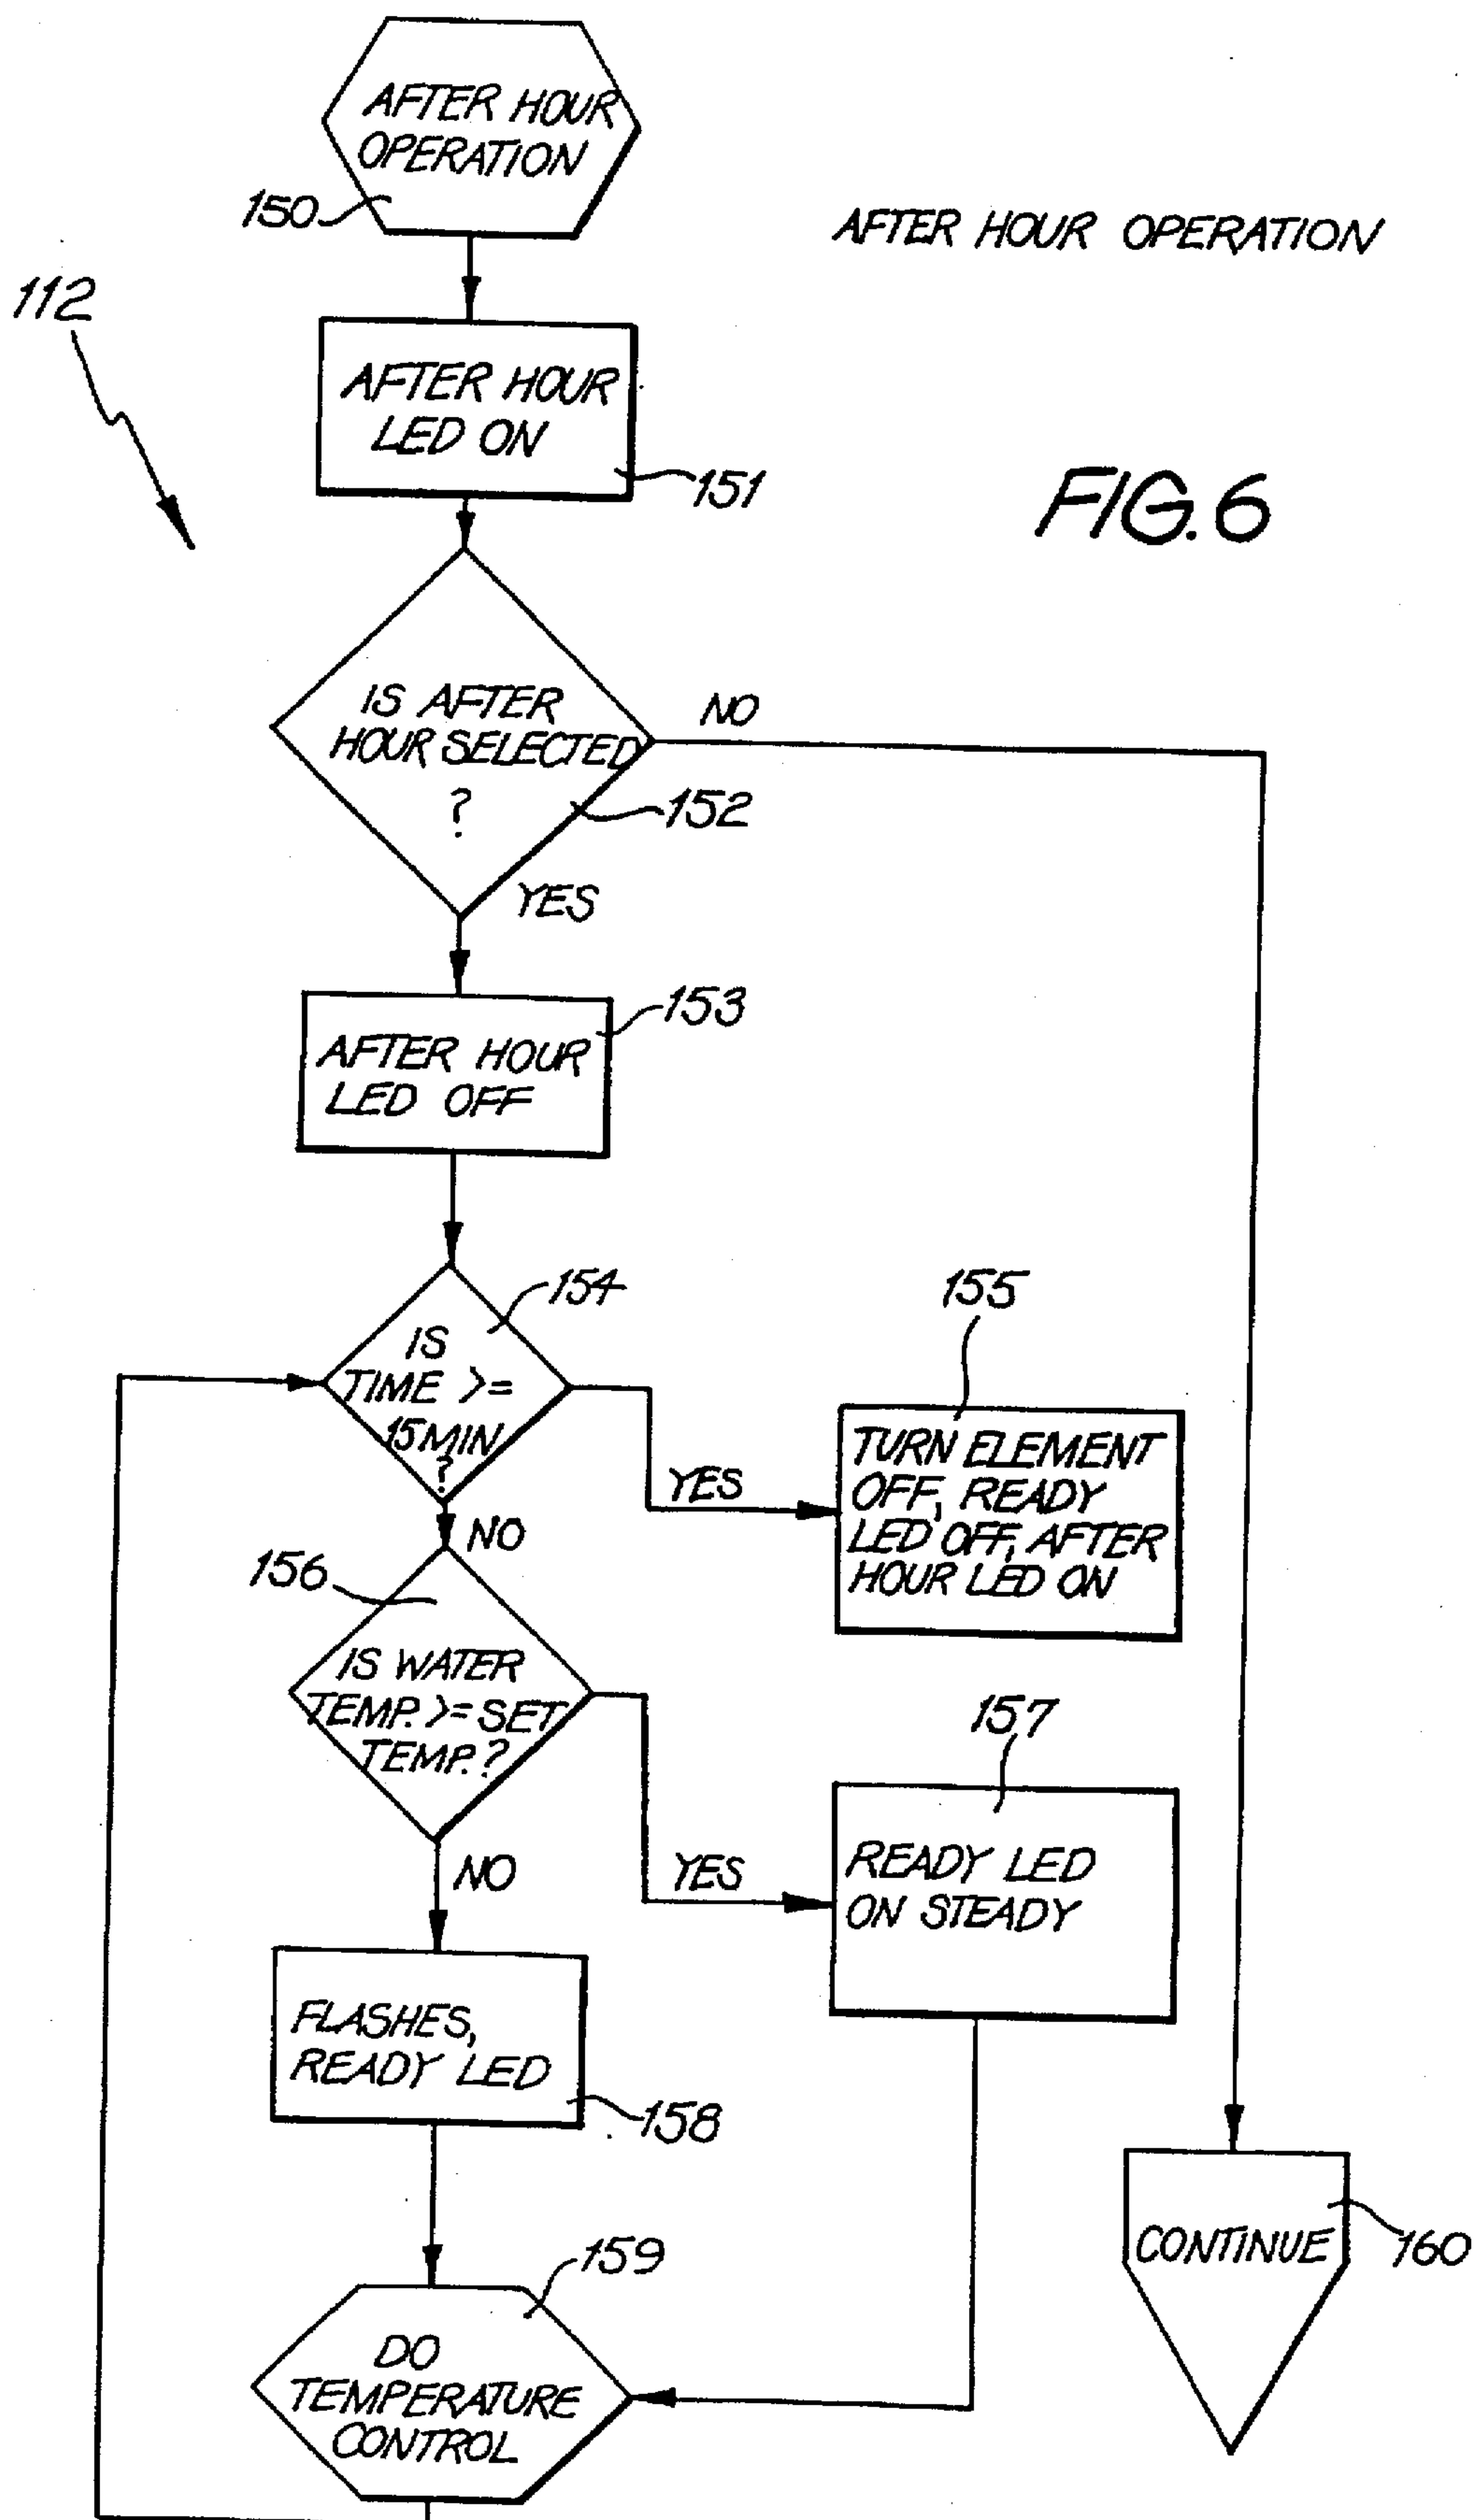 AFTER HOUR
OPERATION
150
AFTER HOUR OPERATION
112
AFTER HOUR
LED ON
151
FIG. 6
IS AFTER
HOUR SELECTED
?
NO
152
YES
153
AFTER HOUR
LED OFF
154
IS
TIME >=
15 MIN
?
YES
155
TURN ELEMENT
OFF, READY
LED OFF, AFTER
HOUR LED ON
NO
156
IS WATER
TEMP. >= SET
TEMP. ?
YES
157
READY LED
ON STEADY
NO
FLASHES,
READY LED
158
159
DO
TEMPERATURE
CONTROL
CONTINUE
160